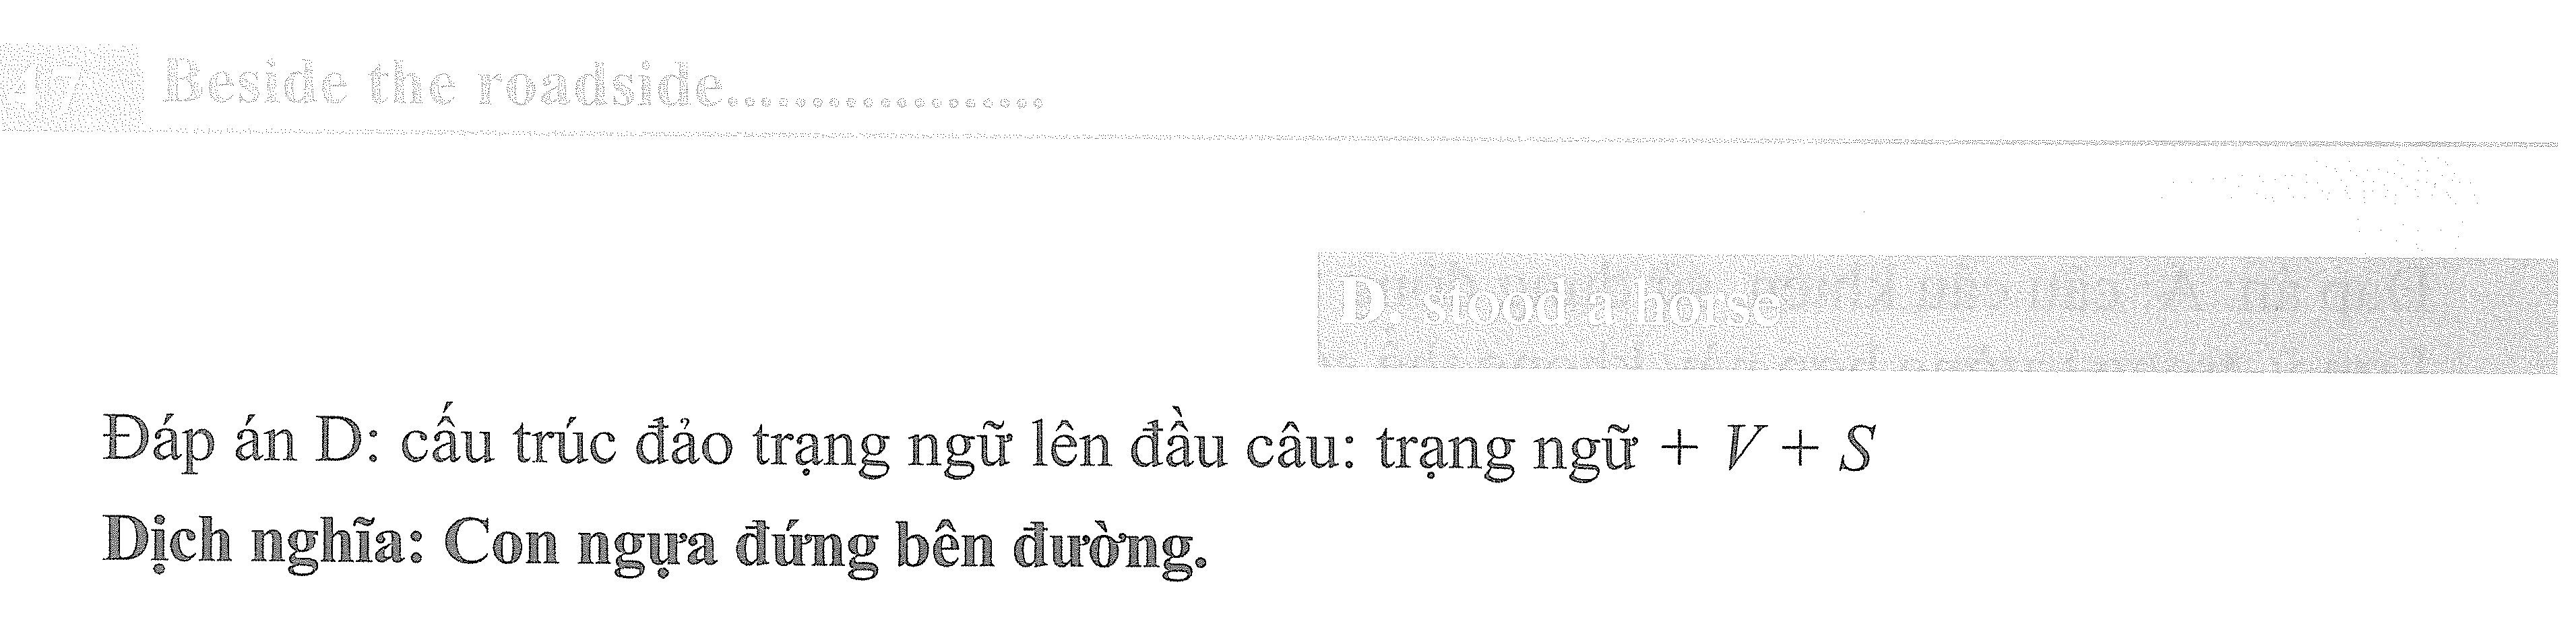 47 Beside the roadside...................
D. stood a horse
Đáp án D: cấu trúc đảo trạng ngữ lên đầu câu: trạng ngữ + V + S
Dịch nghĩa: Con ngựa đứng bên đường.